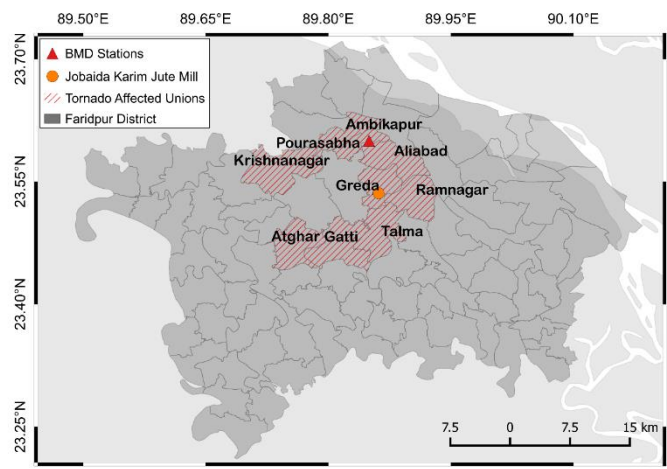 89.50°E 89.65°E 89.80°E 89.95°E 90.10°E
23.70°N
BMD Stations
Jobaida Karim Jute Mill
Tornado Affected Unions
Faridpur District
Ambikapur
Pourasabha
Aliabad
Krishnanagar
23.55°N
Greda
Ramnagar
Talma
Atghar Gatti
23.40°N
23.25°N
7.5 0 7.5 15 km